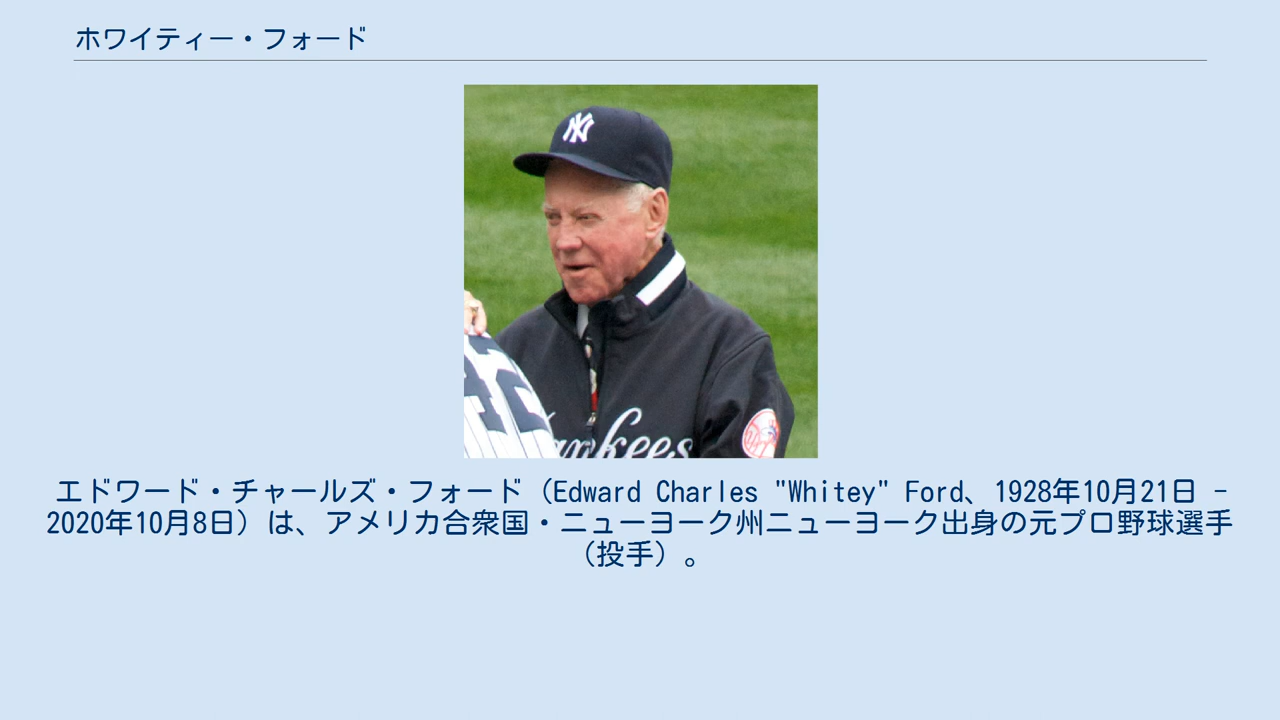 ホワイティー・フォード
NY
Yankees
エドワード・チャールズ・フォード（Edward Charles "Whitey" Ford、1928年10月21日 -
2020年10月8日）は、アメリカ合衆国・ニューヨーク州ニューヨーク出身の元プロ野球選手
（投手）。